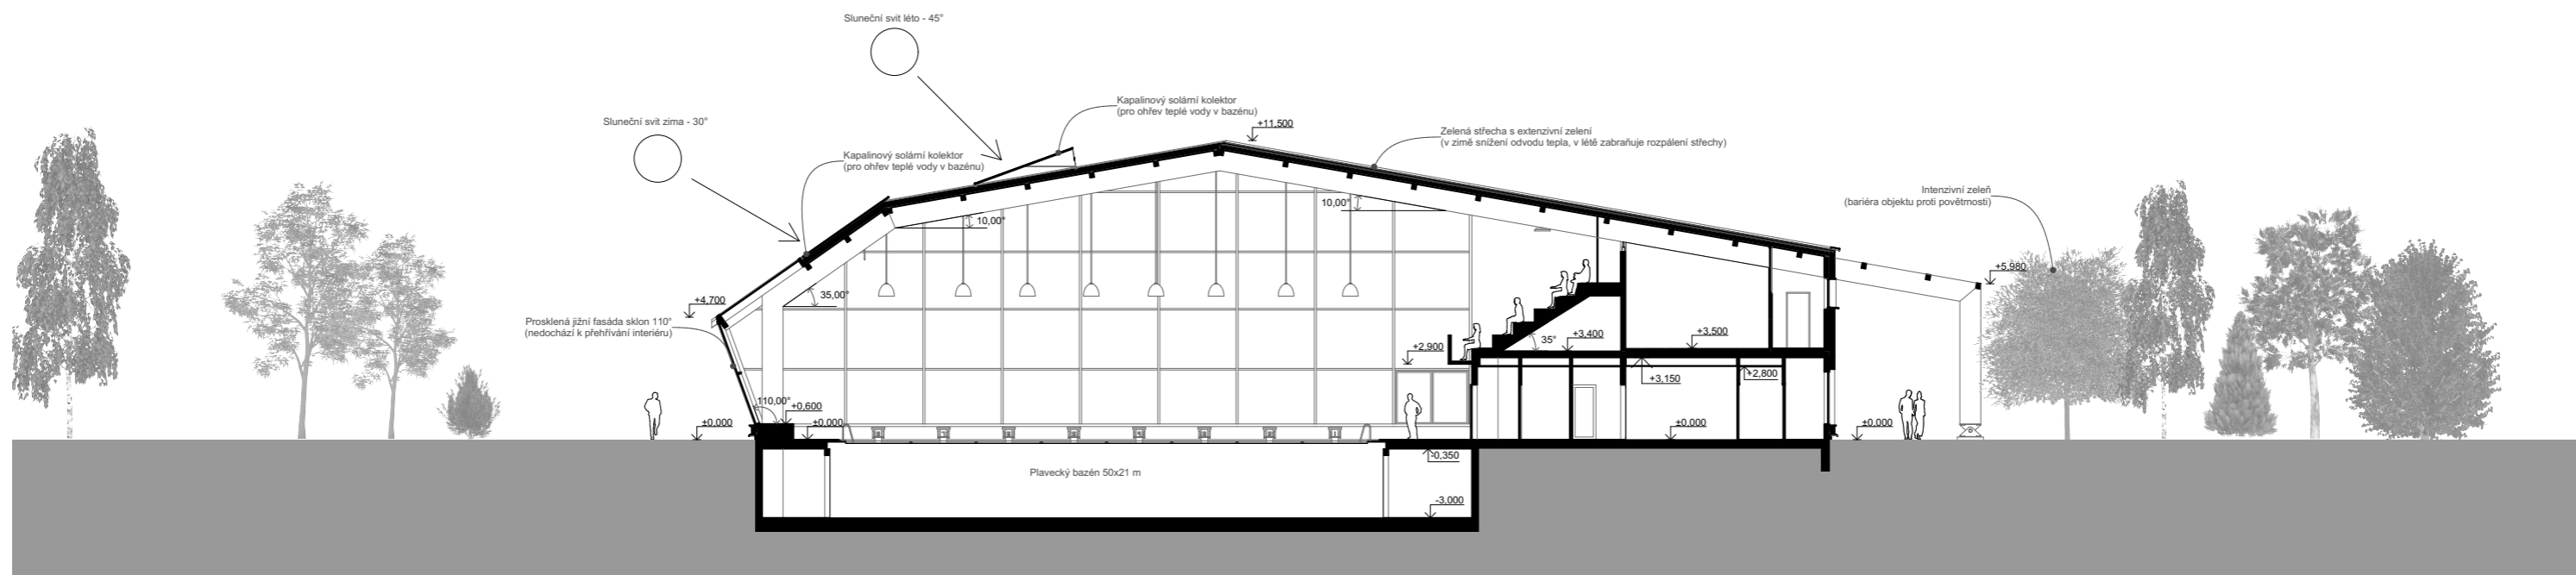 Sluneční svit léto - 45°
Kapalinový solární kolektor
(pro ohřev teplé vody v bazénu)
Sluneční svit zima - 30°
+11,500
Zelená střecha s extenzivní zelení
(v zimě snížení odvodu tepla, v létě zabraňuje rozpálení střechy)
Kapalinový solární kolektor
(pro ohřev teplé vody v bazénu)
Intenzivní zeleň
(bariéra objektu proti povětrnosti)
10,00°
10,00°
+5,980
35,00°
+4,700
Prosklená jižní fasáda sklon 110°
(nedochází k přehřívání interiéru)
+3,400
+3,500
35°
+2,900
+3,150
+2,800
110,00°
+0,600
±0,000
±0,000
±0,000
±0,000
-0,350
Plavecký bazén 50x21 m
-3,000